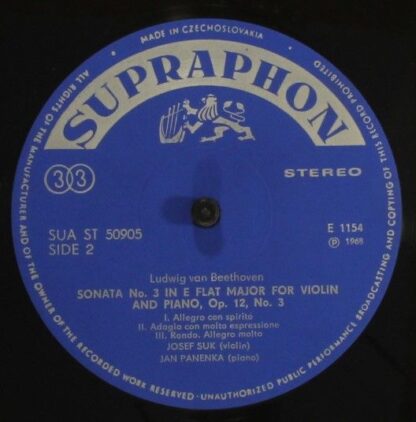 MADE IN CZECHOSLOVAKIA
SUPRAPHON
33
STEREO
SUA ST 50905
SIDE 2
E 1154
Ⓟ 1968
Ludwig van Beethoven
SONATA No. 3 IN E FLAT MAJOR FOR VIOLIN
AND PIANO, Op. 12, No. 3
I. Allegro con spirito
II. Adagio con molto espressione
III. Rondo. Allegro molto
JOSEF SUK (violin)
JAN PANENKA (piano)
ALL RIGHTS OF THE MANUFACTURER AND OF THE OWNER OF THE RECORDED WORK RESERVED · UNAUTHORIZED PUBLIC PERFORMANCE BROADCASTING AND COPYING OF THIS RECORD PROHIBITED